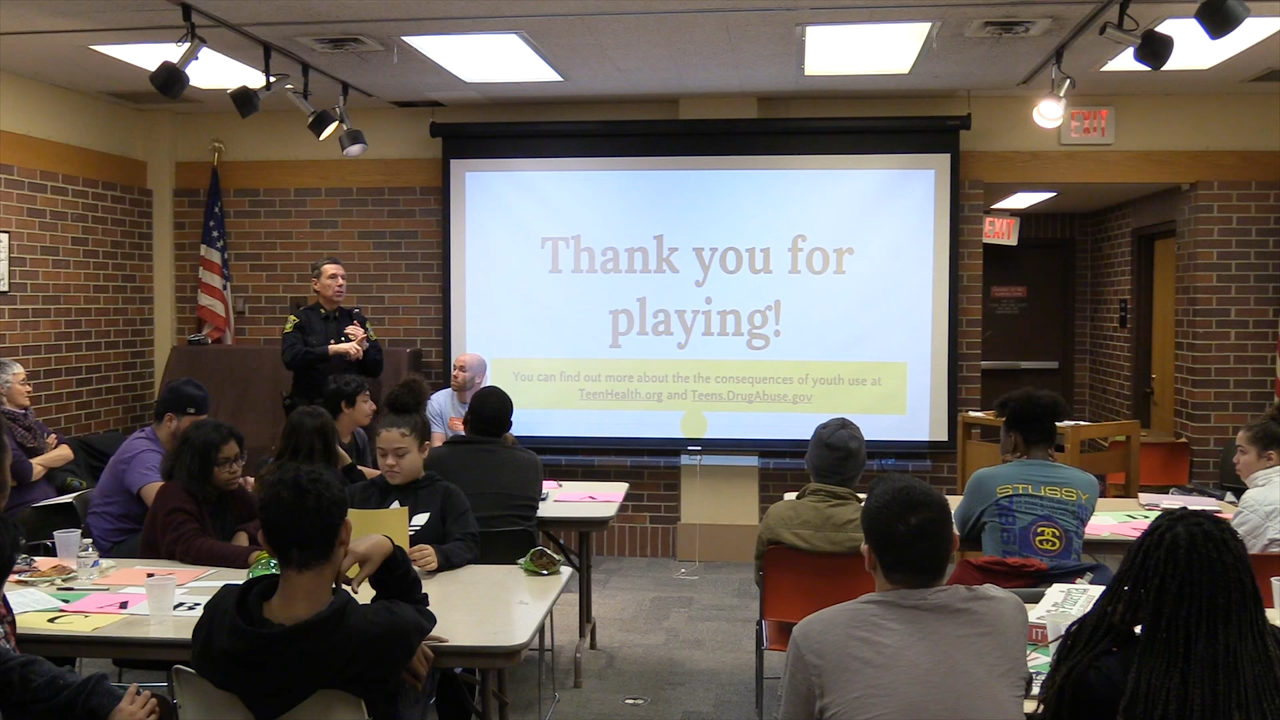 EXIT
EXIT
Thank you for
playing!
You can find out more about the the consequences of youth use at
TeenHealth.org and Teens.DrugAbuse.gov
STUSSY
A
B
C
IT